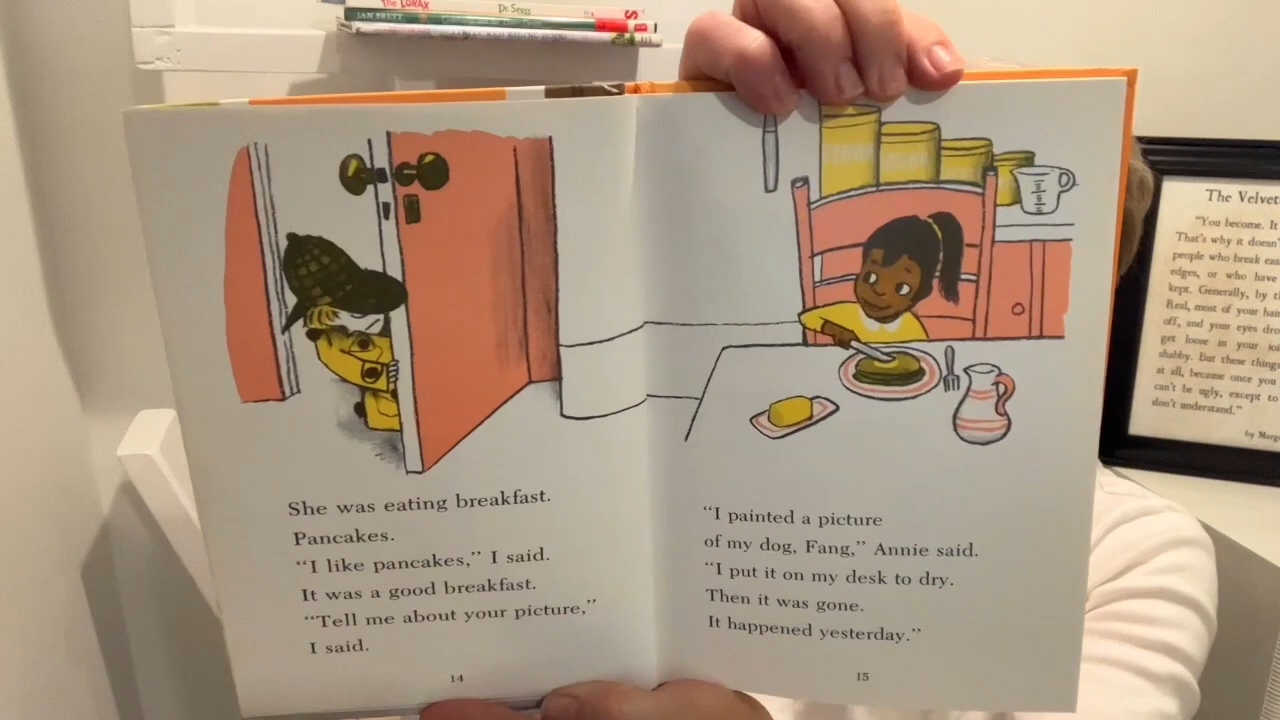 The LORAX
Dr. Seuss
JAN BRETT
She was eating breakfast.
Pancakes.
“I like pancakes,” I said.
It was a good breakfast.
“Tell me about your picture,”
I said.
14
“I painted a picture
of my dog, Fang,” Annie said.
“I put it on my desk to dry.
Then it was gone.
It happened yesterday.”
15
The Velvet
"You become. It
That's why it doesn'
people who break eas
edges, or who have
kept. Generally, by t
Real, most of your hair
off, and your eyes dro
get loose in your joi
shabby. But these thing
at all, because once you
can't be ugly, except to
don't understand."
by Marg